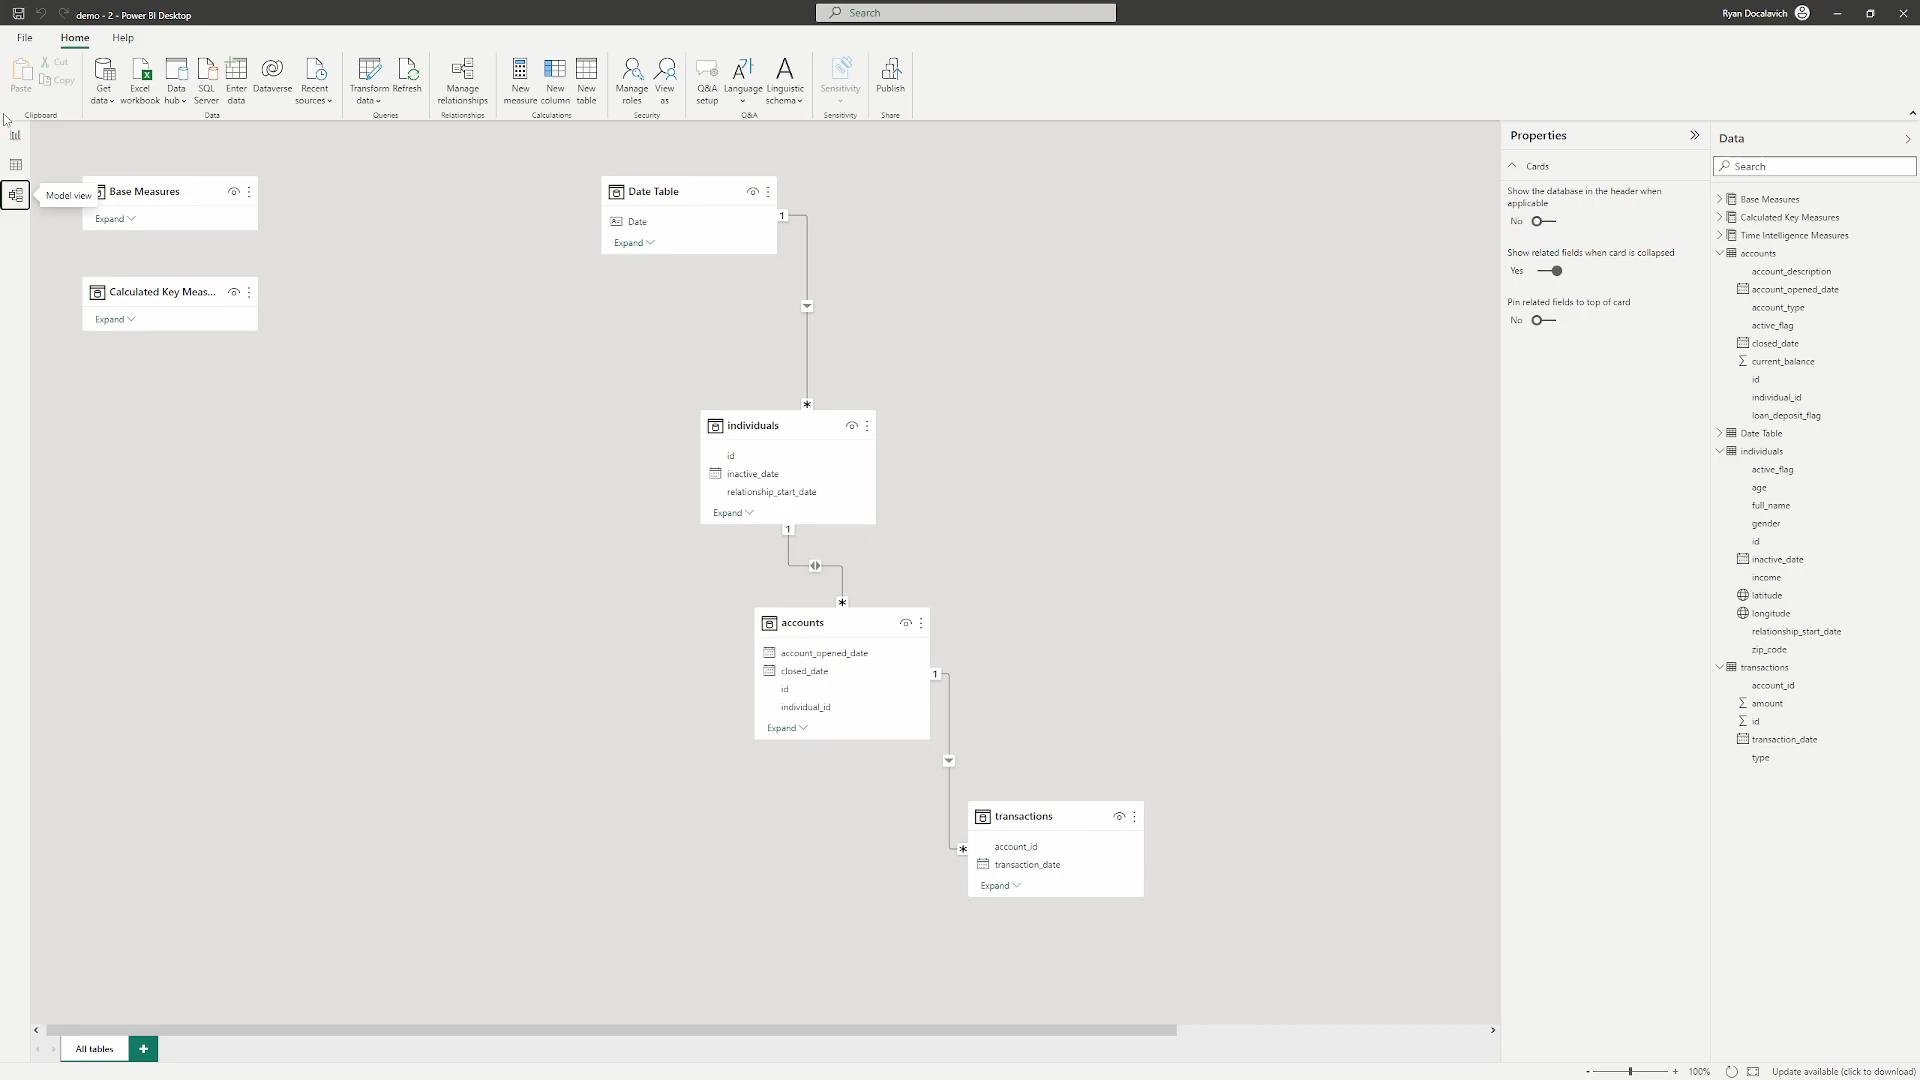 demo - 2 - Power BI Desktop
Search
Ryan Docalavich
File
Home
Help
Paste
Cut
Copy
Clipboard
Get data
Excel workbook
Data hub
SQL Server
Enter data
Dataverse
Recent sources
Data
Transform data
Refresh
Queries
Manage relationships
Relationships
New measure
New column
New table
Calculations
Manage roles
View as
Security
Q&A setup
Language
Linguistic schema
Q&A
Sensitivity
Sensitivity
Publish
Share
Model view
Base Measures
Expand
Calculated Key Meas...
Expand
Date Table
Date
Expand
1
*
individuals
id
inactive_date
relationship_start_date
Expand
1
*
accounts
account_opened_date
closed_date
id
individual_id
Expand
1
*
transactions
account_id
transaction_date
Expand
All tables
+
Properties
Cards
Show the database in the header when
applicable
No
Show related fields when card is collapsed
Yes
Pin related fields to top of card
No
Data
Search
Base Measures
Calculated Key Measures
Time Intelligence Measures
accounts
account_description
account_opened_date
account_type
active_flag
closed_date
current_balance
id
individual_id
loan_deposit_flag
Date Table
individuals
active_flag
age
full_name
gender
id
inactive_date
income
latitude
longitude
relationship_start_date
zip_code
transactions
account_id
amount
id
transaction_date
type
- + 100%
Update available (click to download)